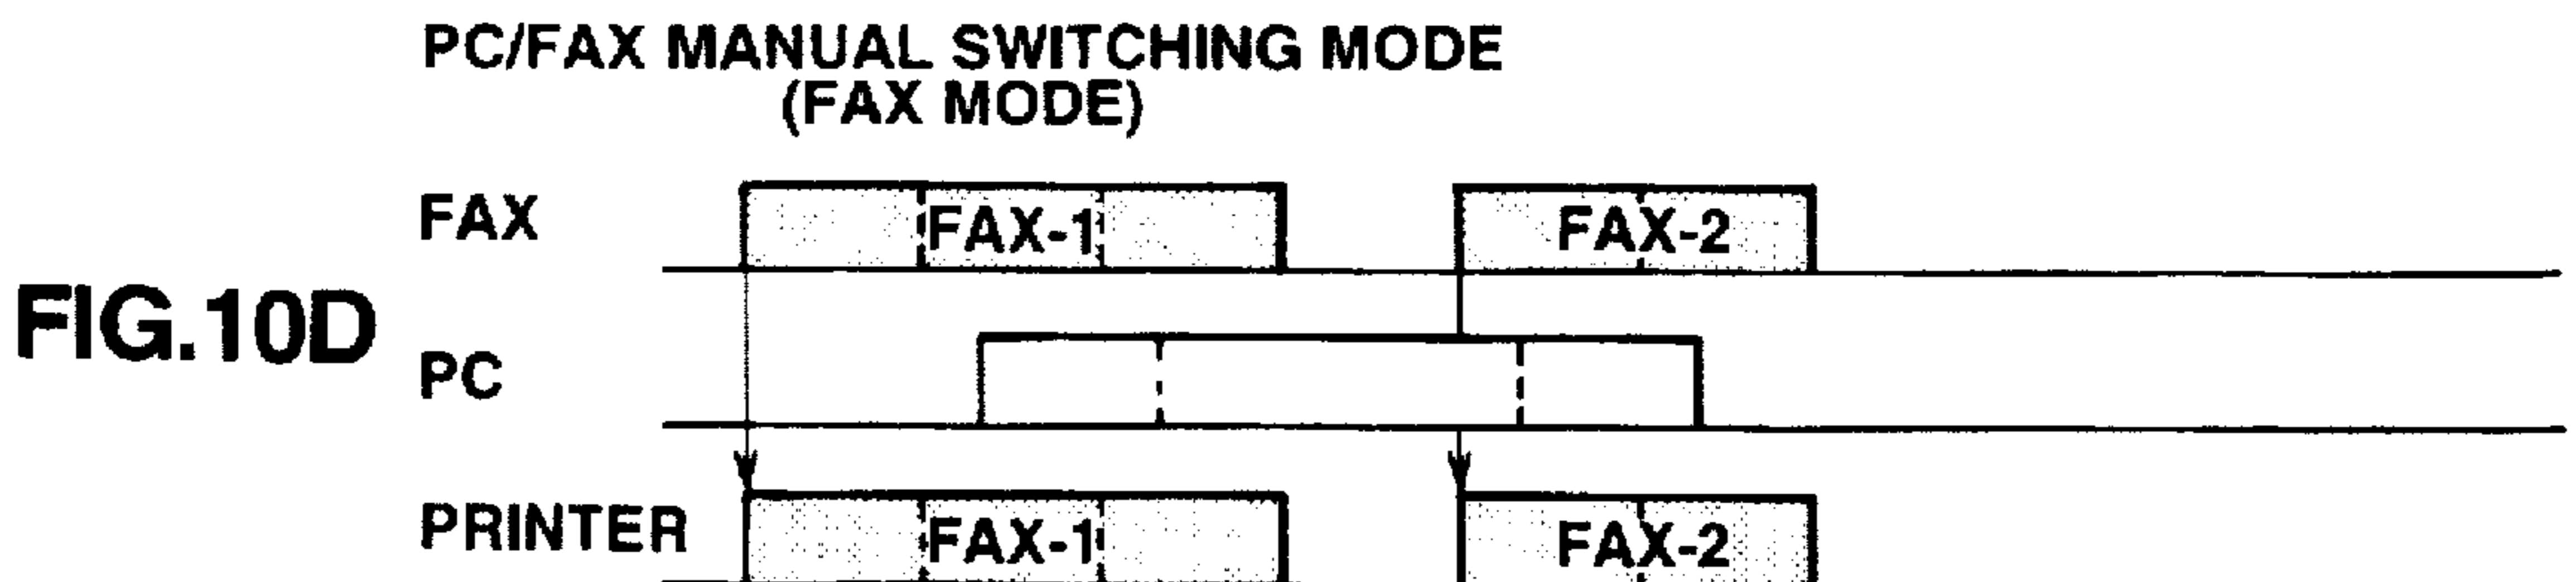 PC/FAX MANUAL SWITCHING MODE
(FAX MODE)
FAX
FAX-1
FAX-2
FIG.10D
PC
PRINTER
FAX-1
FAX-2